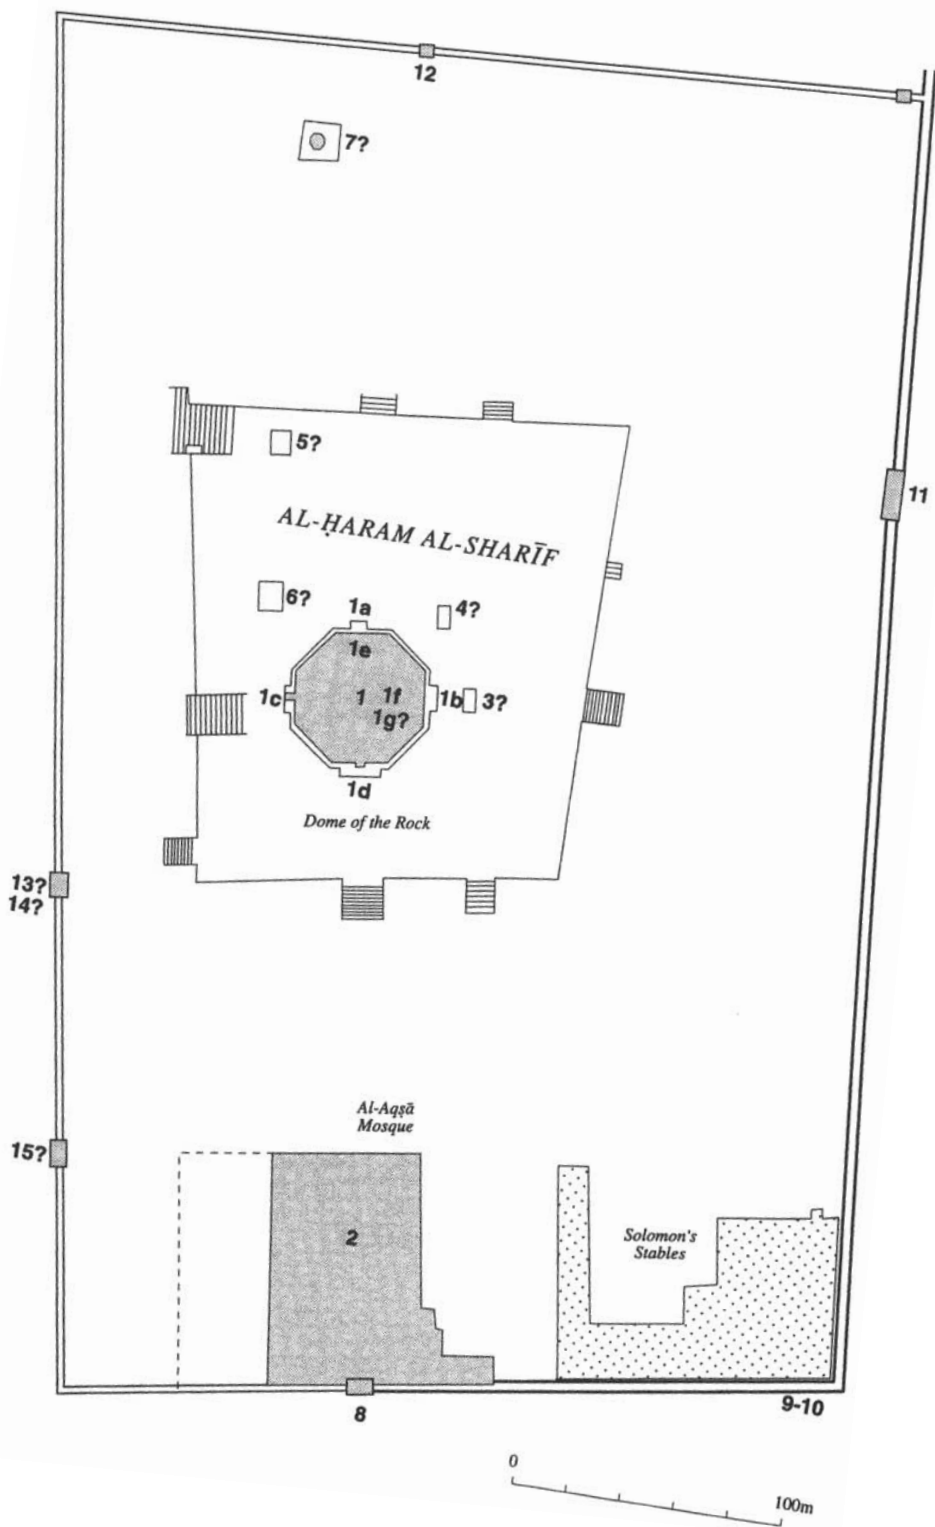 12
7?
5?
11
AL-ḤARAM AL-SHARĪF
6?
1a
4?
1e
1c
1
1f
1b
3?
1g?
1d
Dome of the Rock
13?
14?
Al-Aqṣā
Mosque
15?
2
Solomon's
Stables
9-10
8
0
100m